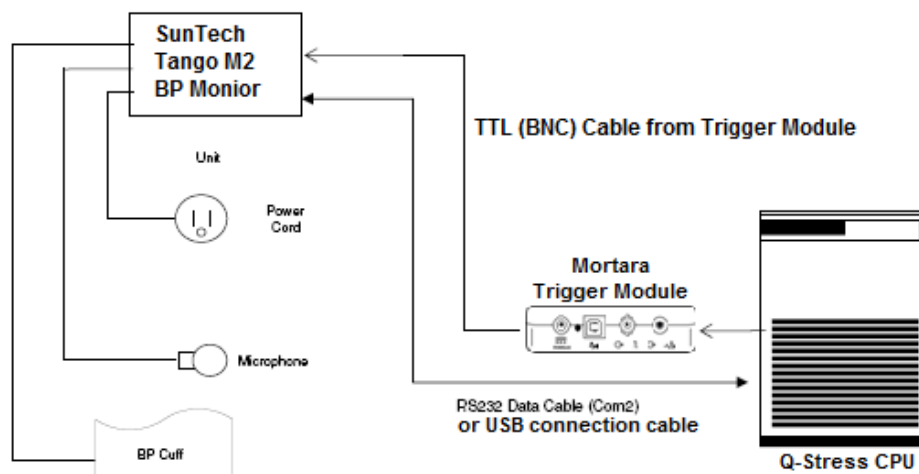 SunTech
Tango M2
BP Monior
TTL (BNC) Cable from Trigger Module
Unit
Power
Cord
Mortara
Trigger Module
Microphone
RS232 Data Cable (Com2)
or USB connection cable
BP Cuff
Q-Stress CPU